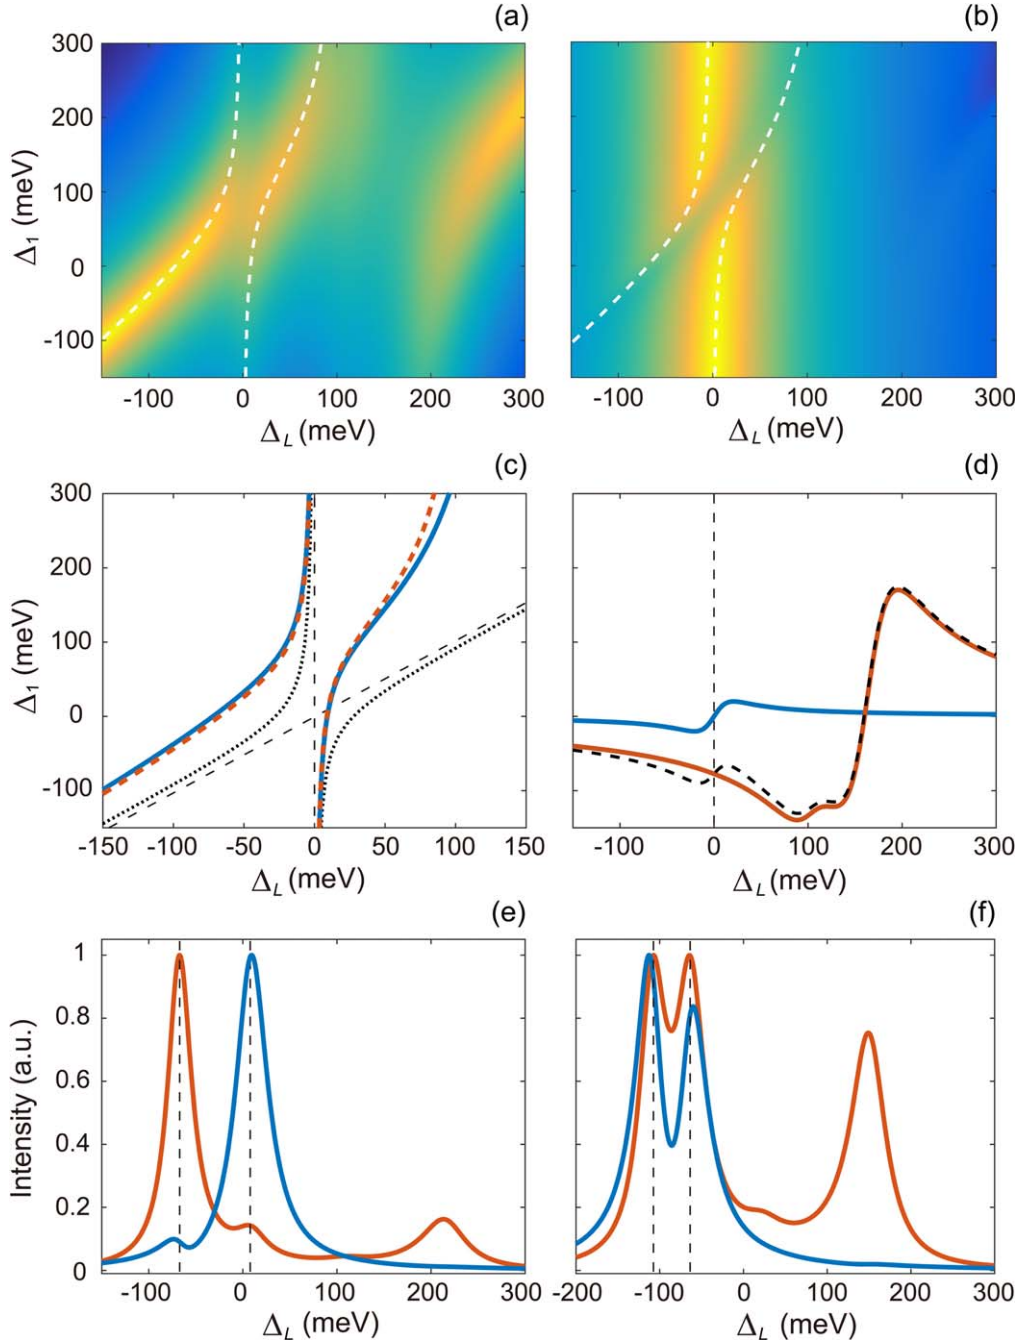 (a)
(b)
300
200
100
0
-100
Δ1 (meV)
-100 0 100 200 300
ΔL (meV)
-100 0 100 200 300
ΔL (meV)
(c)
(d)
300
200
100
0
-100
Δ1 (meV)
-150 -100 -50 0 50 100 150
ΔL (meV)
-100 0 100 200 300
ΔL (meV)
(e)
(f)
1
0.8
0.6
0.4
0.2
0
Intensity (a.u.)
-100 0 100 200 300
ΔL (meV)
-200 -100 0 100 200 300
ΔL (meV)